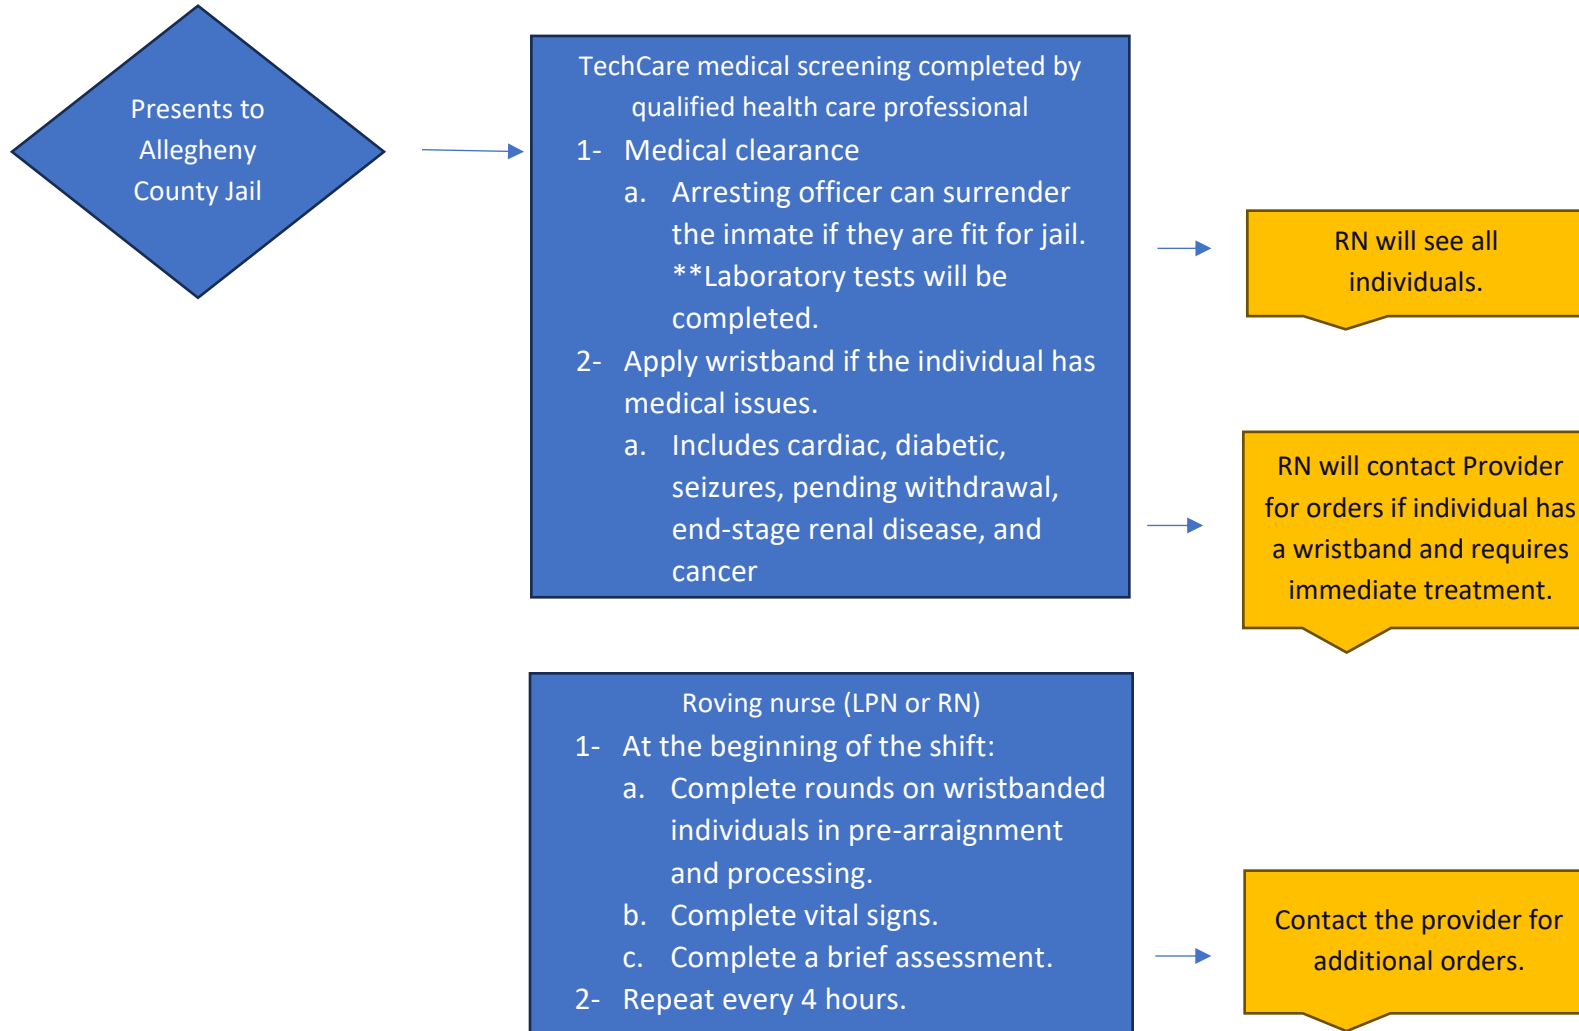 Presents to
Allegheny
County Jail
TechCare medical screening completed by
qualified health care professional
1- Medical clearance
a. Arresting officer can surrender
the inmate if they are fit for jail.
**Laboratory tests will be
completed.
2- Apply wristband if the individual has
medical issues.
a. Includes cardiac, diabetic,
seizures, pending withdrawal,
end-stage renal disease, and
cancer
RN will see all
individuals.
RN will contact Provider
for orders if individual has
a wristband and requires
immediate treatment.
Roving nurse (LPN or RN)
1- At the beginning of the shift:
a. Complete rounds on wristbanded
individuals in pre-arraignment
and processing.
b. Complete vital signs.
c. Complete a brief assessment.
2- Repeat every 4 hours.
Contact the provider for
additional orders.